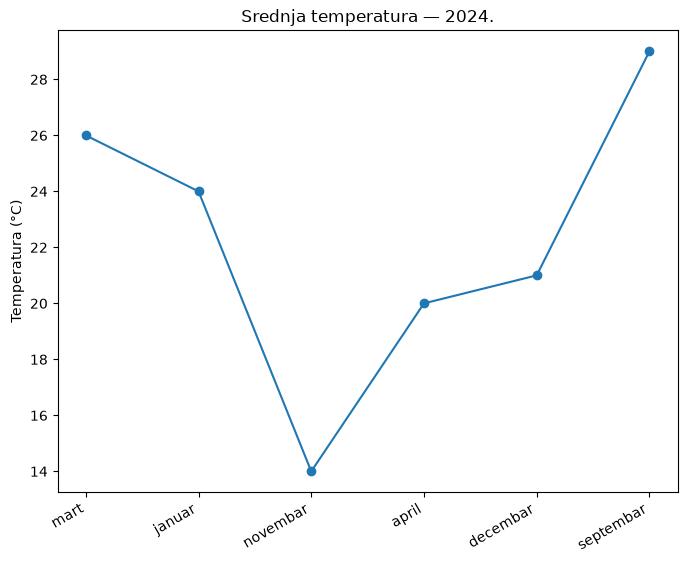 Srednja temperatura — 2024.
Temperatura (°C)
28
26
24
22
20
18
16
14
mart
januar
novembar
april
decembar
septembar